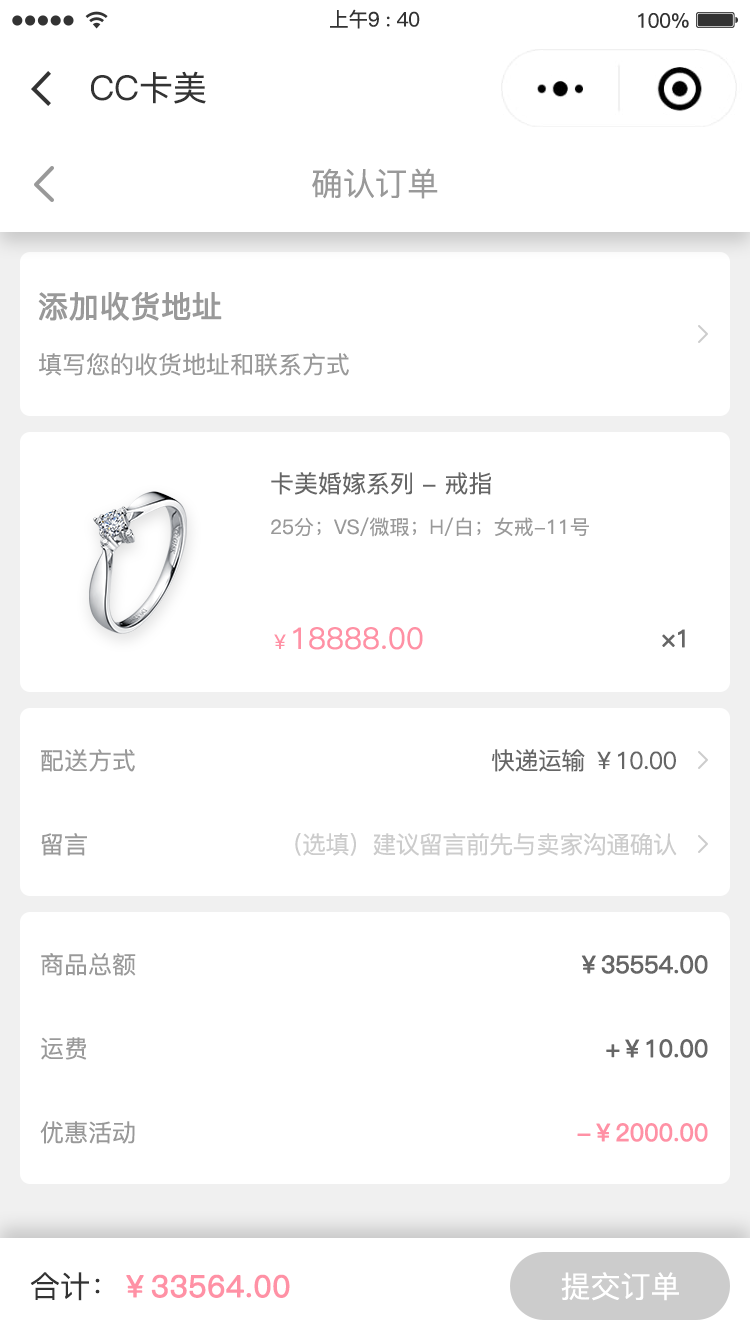 上午9 : 40
100%
CC卡美
确认订单
添加收货地址
填写您的收货地址和联系方式
卡美婚嫁系列 – 戒指
25分；VS/微瑕；H/白；女戒–11号
¥18888.00
×1
配送方式
快递运输 ¥10.00
留言
（选填）建议留言前先与卖家沟通确认
商品总额
¥35554.00
运费
+¥10.00
优惠活动
–¥2000.00
合计：
¥33564.00
提交订单